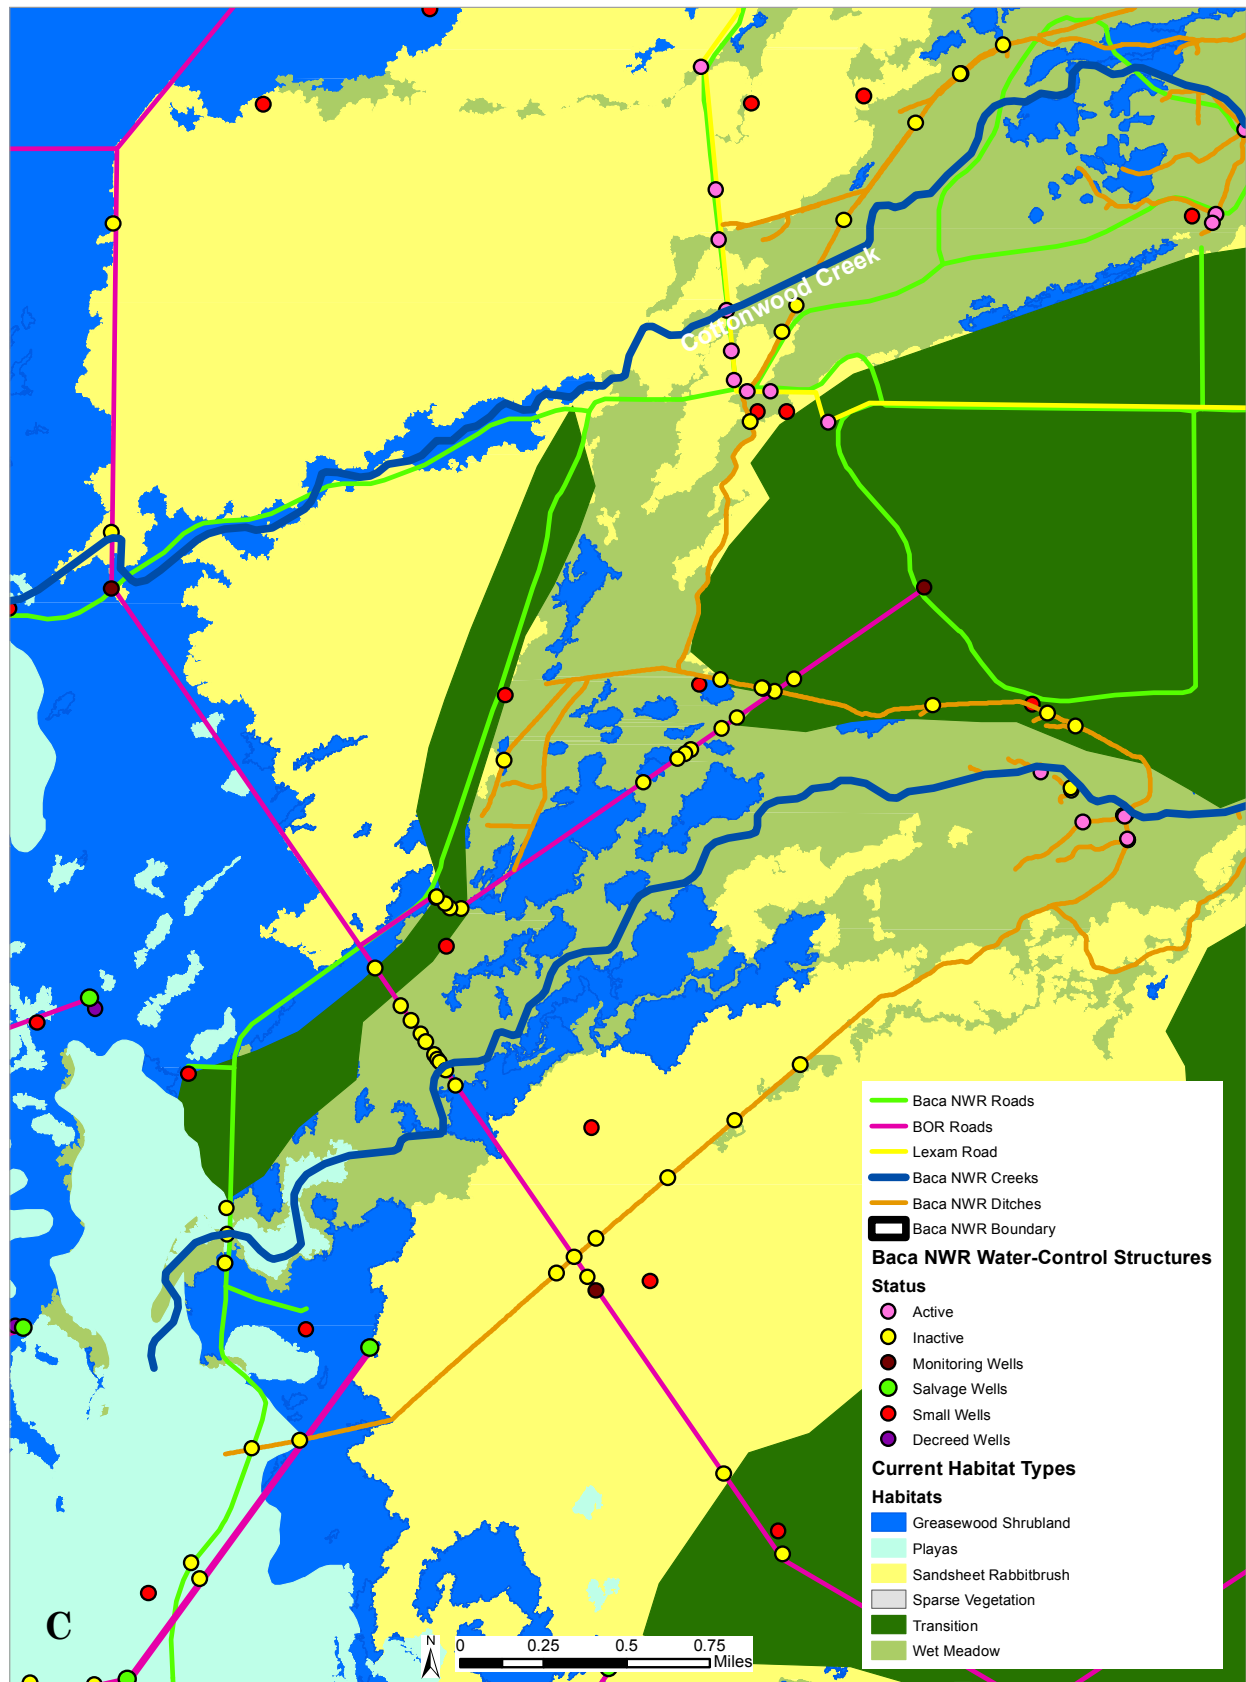 Cottonwood Creek
Baca NWR Roads
BOR Roads
Lexam Road
Baca NWR Creeks
Baca NWR Ditches
Baca NWR Boundary
Baca NWR Water-Control Structures
Status
Active
Inactive
Monitoring Wells
Salvage Wells
Small Wells
Decreed Wells
Current Habitat Types
Habitats
Greasewood Shrubland
Playas
Sandsheet Rabbitbrush
Sparse Vegetation
Transition
Wet Meadow
C
N
0 0.25 0.5 0.75
Miles